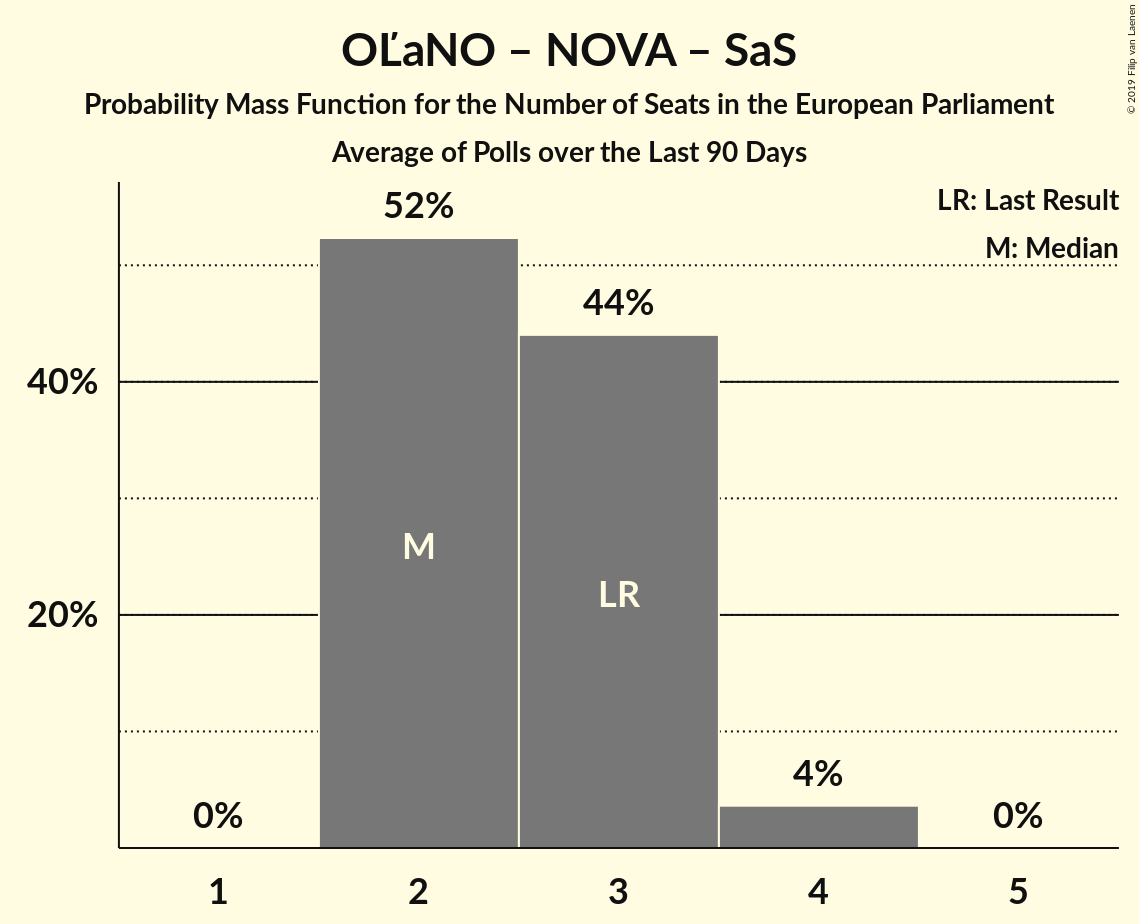 OĽaNO – NOVA – SaS
Probability Mass Function for the Number of Seats in the European Parliament
Average of Polls over the Last 90 Days
© 2019 Filip van Laenen
LR: Last Result
M: Median
52%
44%
40%
M
LR
20%
4%
0%
0%
1
2
3
4
5